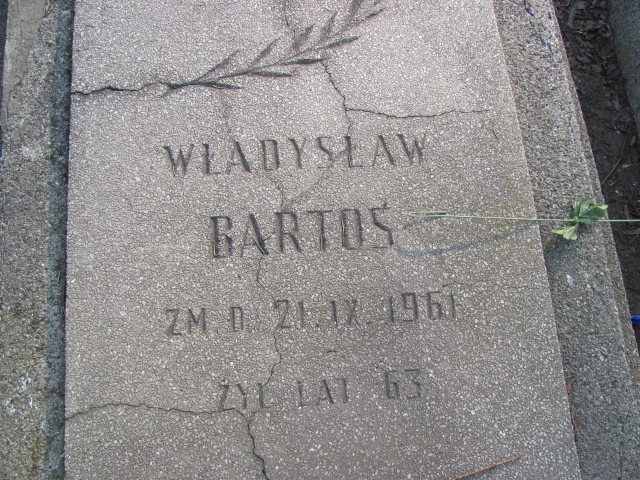 WŁADYSŁAW
BARTOŚ
ZM D. 21.IX 1961
ŻYŁ LAT 63